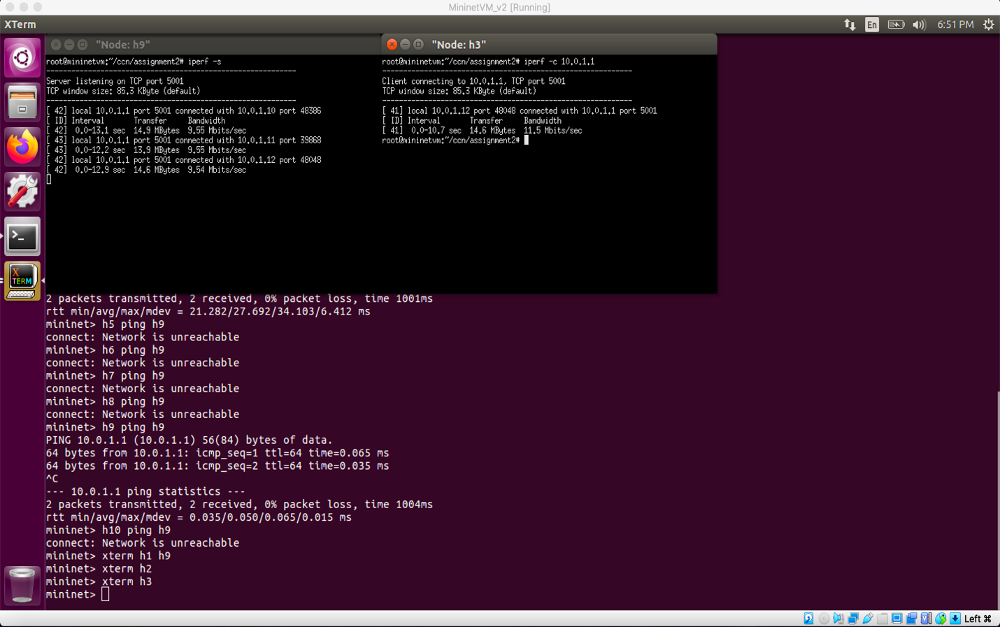 MininetVM_v2 [Running]
XTerm
En
6:51 PM
"Node: h9"
root@mininetvm:~/ccn/assignment2# iperf -s
------------------------------------------------------------
Server listening on TCP port 5001
TCP window size: 85.3 KByte (default)
------------------------------------------------------------
[ 42] local 10.0.1.1 port 5001 connected with 10.0.1.10 port 48386
[ ID] Interval       Transfer     Bandwidth
[ 42]  0.0-13.1 sec  14.9 MBytes  9.55 Mbits/sec
[ 43] local 10.0.1.1 port 5001 connected with 10.0.1.11 port 39868
[ 43]  0.0-12.2 sec  13.9 MBytes  9.55 Mbits/sec
[ 42] local 10.0.1.1 port 5001 connected with 10.0.1.12 port 48048
[ 42]  0.0-12.9 sec  14.6 MBytes  9.54 Mbits/sec
"Node: h3"
root@mininetvm:~/ccn/assignment2# iperf -c 10.0.1.1
------------------------------------------------------------
Client connecting to 10.0.1.1, TCP port 5001
TCP window size: 85.3 KByte (default)
------------------------------------------------------------
[ 41] local 10.0.1.12 port 48048 connected with 10.0.1.1 port 5001
[ ID] Interval       Transfer     Bandwidth
[ 41]  0.0-10.7 sec  14.6 MBytes  11.5 Mbits/sec
root@mininetvm:~/ccn/assignment2#
X
TERM
2 packets transmitted, 2 received, 0% packet loss, time 1001ms
rtt min/avg/max/mdev = 21.282/27.692/34.103/6.412 ms
mininet> h5 ping h9
connect: Network is unreachable
mininet> h6 ping h9
connect: Network is unreachable
mininet> h7 ping h9
connect: Network is unreachable
mininet> h8 ping h9
connect: Network is unreachable
mininet> h9 ping h9
PING 10.0.1.1 (10.0.1.1) 56(84) bytes of data.
64 bytes from 10.0.1.1: icmp_seq=1 ttl=64 time=0.065 ms
64 bytes from 10.0.1.1: icmp_seq=2 ttl=64 time=0.035 ms
^C
--- 10.0.1.1 ping statistics ---
2 packets transmitted, 2 received, 0% packet loss, time 1004ms
rtt min/avg/max/mdev = 0.035/0.050/0.065/0.015 ms
mininet> h10 ping h9
connect: Network is unreachable
mininet> xterm h1 h9
mininet> xterm h2
mininet> xterm h3
mininet>
Left ⌘